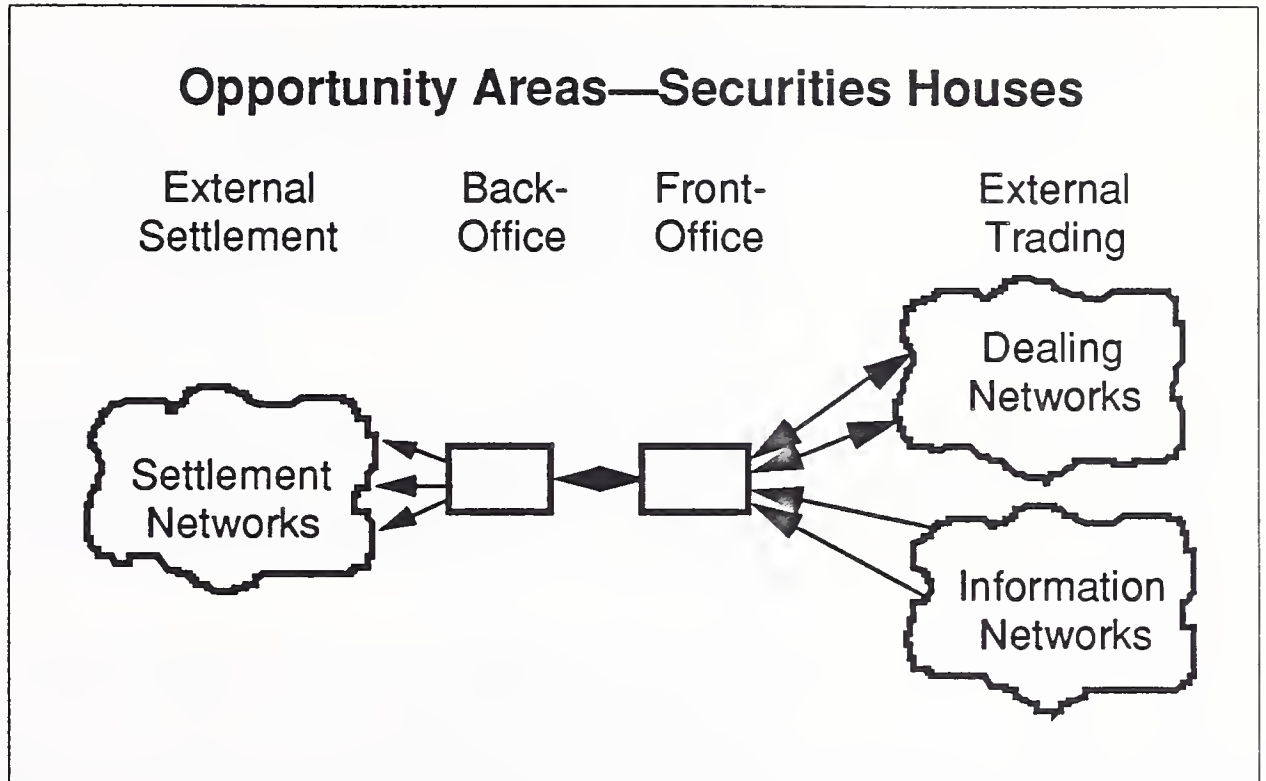 Opportunity Areas—Securities Houses
External
Settlement
Back-
Office
Front-
Office
External
Trading
Dealing
Networks
Settlement
Networks
Information
Networks